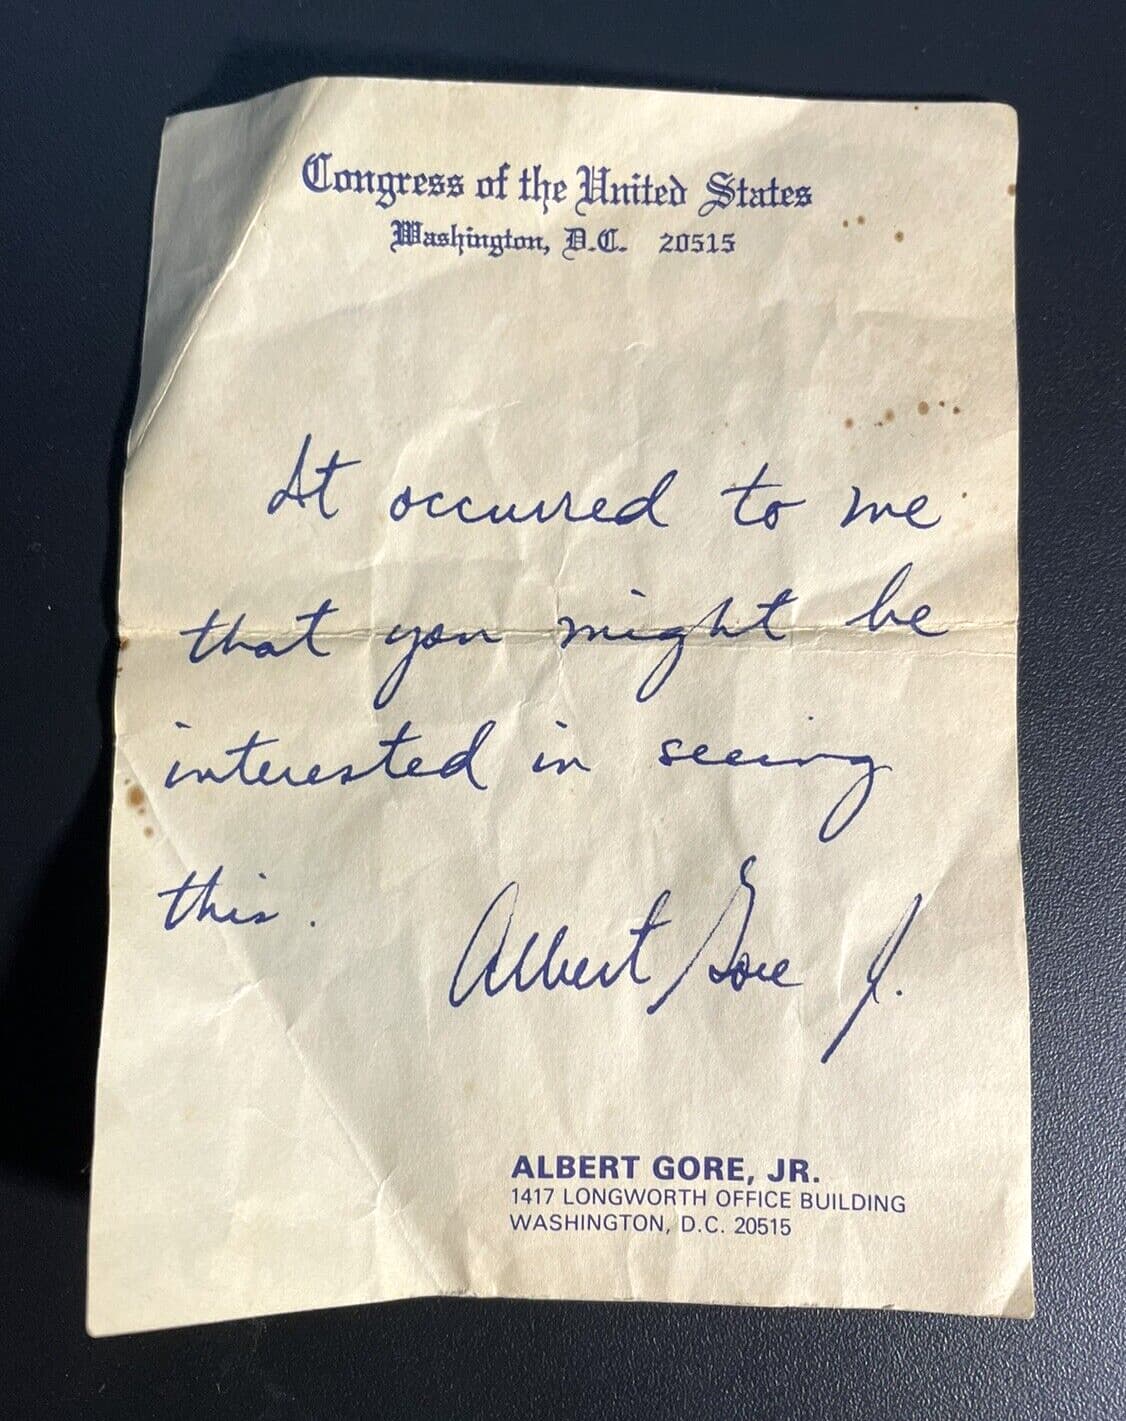 Congress of the United States
Washington, D.C. 20515
It occurred to me
that you might be
interested in seeing
this.
Albert Gore Jr.
ALBERT GORE, JR.
1417 LONGWORTH OFFICE BUILDING
WASHINGTON, D.C. 20515